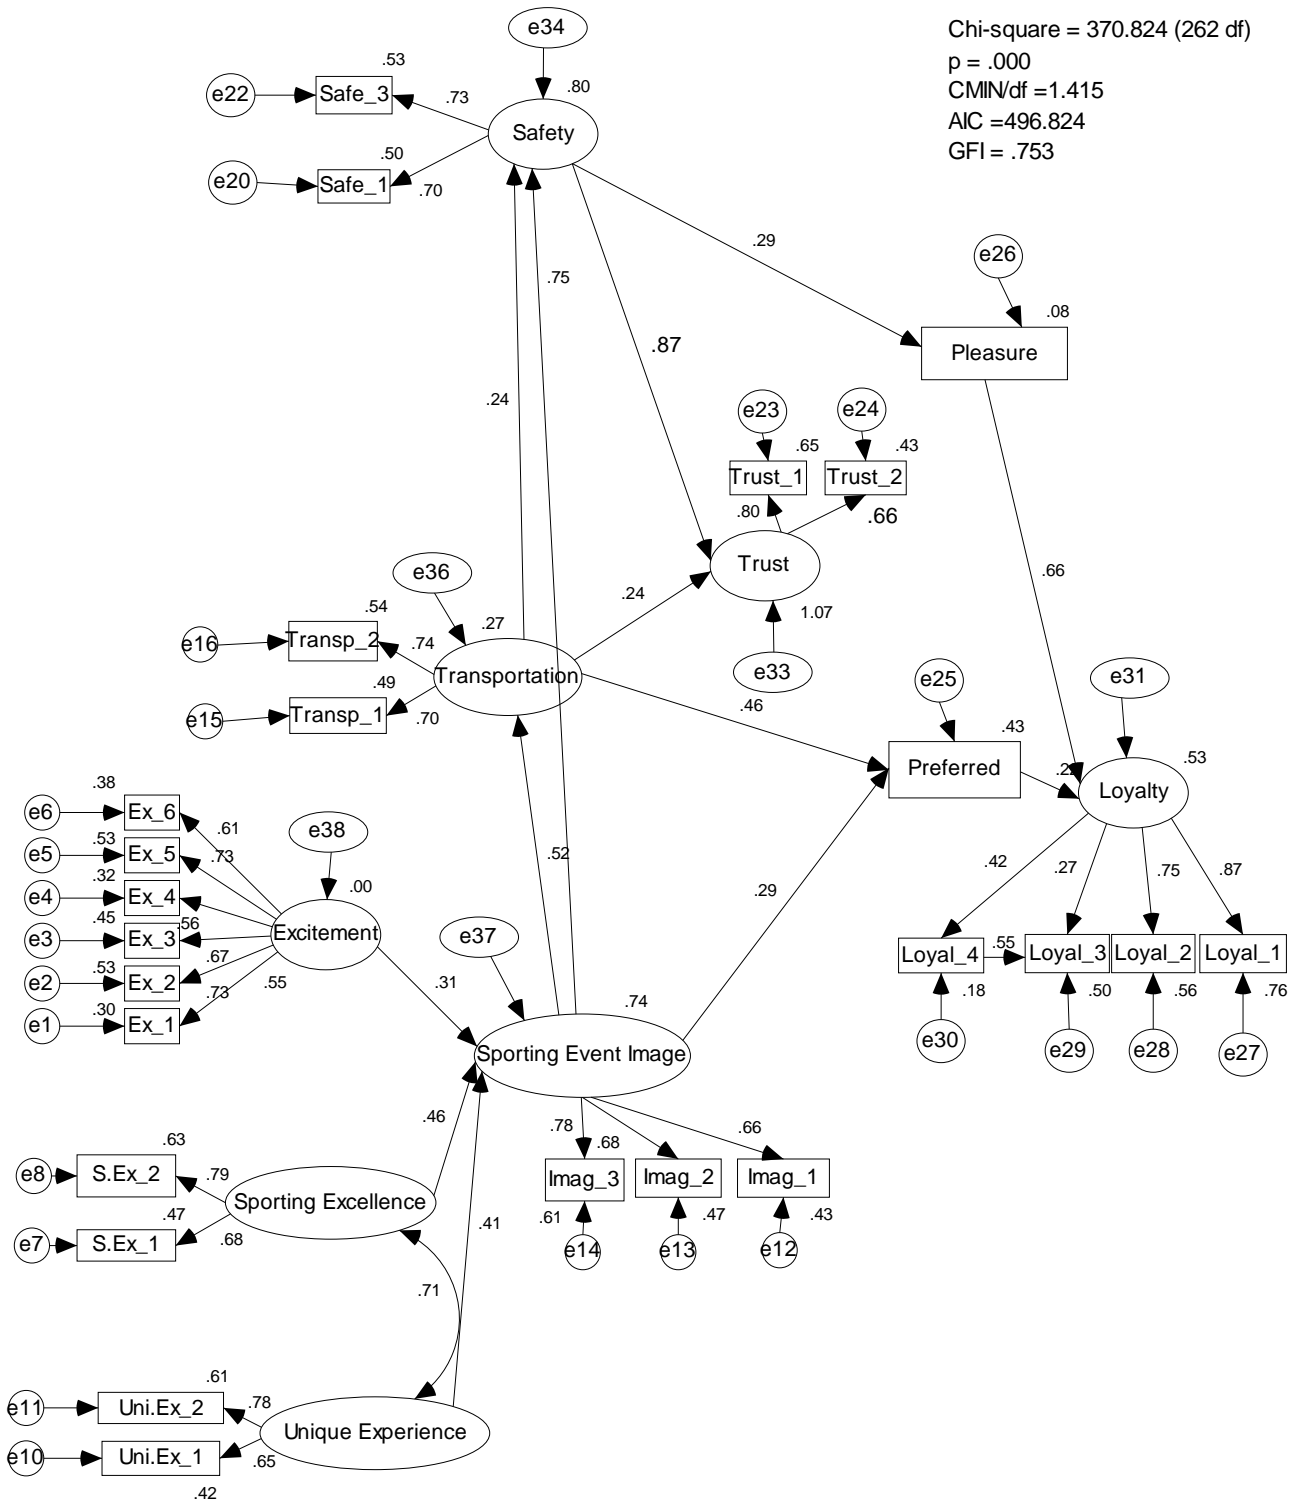 Chi-square = 370.824 (262 df)
p = .000
CMIN/df =1.415
AIC =496.824
GFI = .753
e34
.80
Safety
.53
e22
Safe_3
.73
.50
e20
Safe_1
.70
.29
.75
.87
.24
e26
.08
Pleasure
e23
e24
.65
.43
Trust_1
Trust_2
.80
.66
Trust
1.07
e33
.24
.66
e36
.27
.54
e16
Transp_2
.74
Transportation
.49
e15
Transp_1
.70
.46
e25
.43
Preferred
.22
e31
.53
Loyalty
.38
e6
Ex_6
.61
.53
e5
Ex_5
.73
.32
e4
Ex_4
.56
.45
e3
Ex_3
.67
.53
e2
Ex_2
.73
.30
e1
Ex_1
.55
e38
.00
Excitement
.52
.29
.31
e37
.74
Sporting Event Image
.42
.27
.75
.87
Loyal_4
.55
Loyal_3
Loyal_2
Loyal_1
.18
.50
.56
.76
e30
e29
e28
e27
.46
.78
.68
.66
Imag_3
Imag_2
Imag_1
.61
.47
.43
e14
e13
e12
.63
e8
S.Ex_2
.79
Sporting Excellence
.47
e7
S.Ex_1
.68
.41
.71
.61
e11
Uni.Ex_2
.78
Unique Experience
e10
Uni.Ex_1
.65
.42